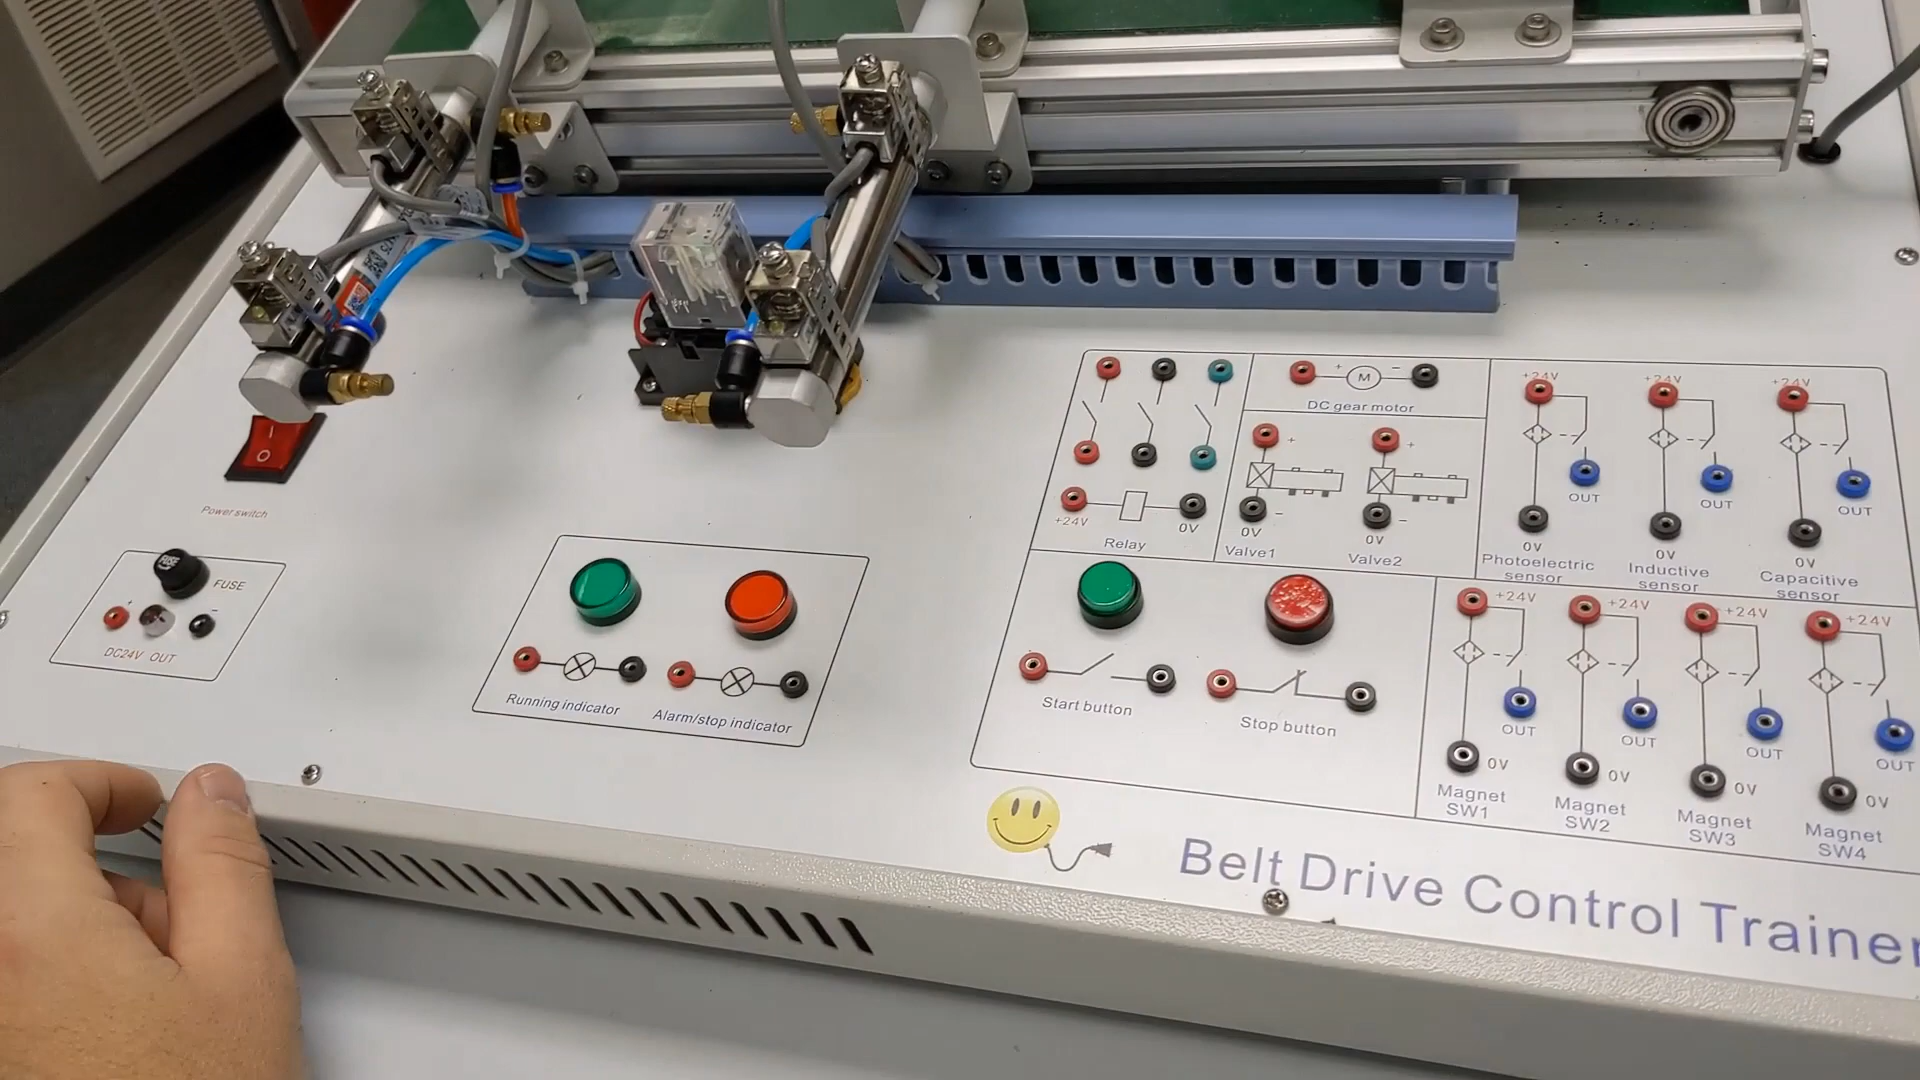 FUSE
I
O
Power switch
FUSE
+
-
DC24V OUT
Running indicator
Alarm/stop indicator
+24V
0V
Relay
+ M -
DC gear motor
+
-
0V
Valve1
+
-
0V
Valve2
+24V
OUT
0V
Photoelectric
sensor
+24V
OUT
0V
Inductive
sensor
+24V
OUT
0V
Capacitive
sensor
Start button
Stop button
+24V
OUT
0V
Magnet
SW1
+24V
OUT
0V
Magnet
SW2
+24V
OUT
0V
Magnet
SW3
+24V
OUT
0V
Magnet
SW4
Belt Drive Control Trainer